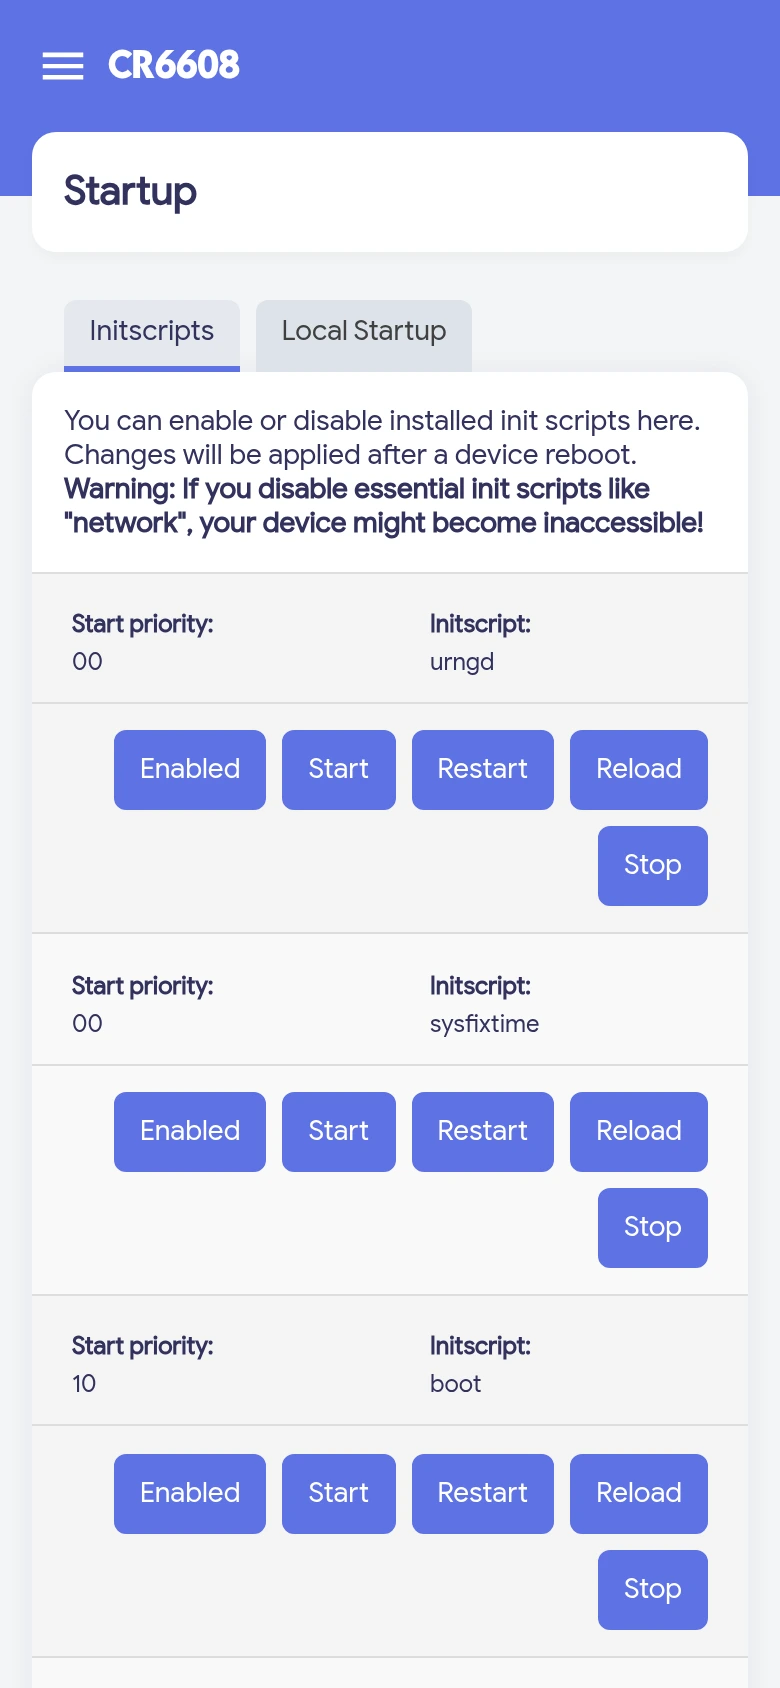 CR6608
Startup
Initscripts Local Startup
You can enable or disable installed init scripts here.
Changes will be applied after a device reboot.
Warning: If you disable essential init scripts like
"network", your device might become inaccessible!
Start priority: Initscript:
00 urngd
Enabled Start Restart Reload
Stop
Start priority: Initscript:
00 sysfixtime
Enabled Start Restart Reload
Stop
Start priority: Initscript:
10 boot
Enabled Start Restart Reload
Stop